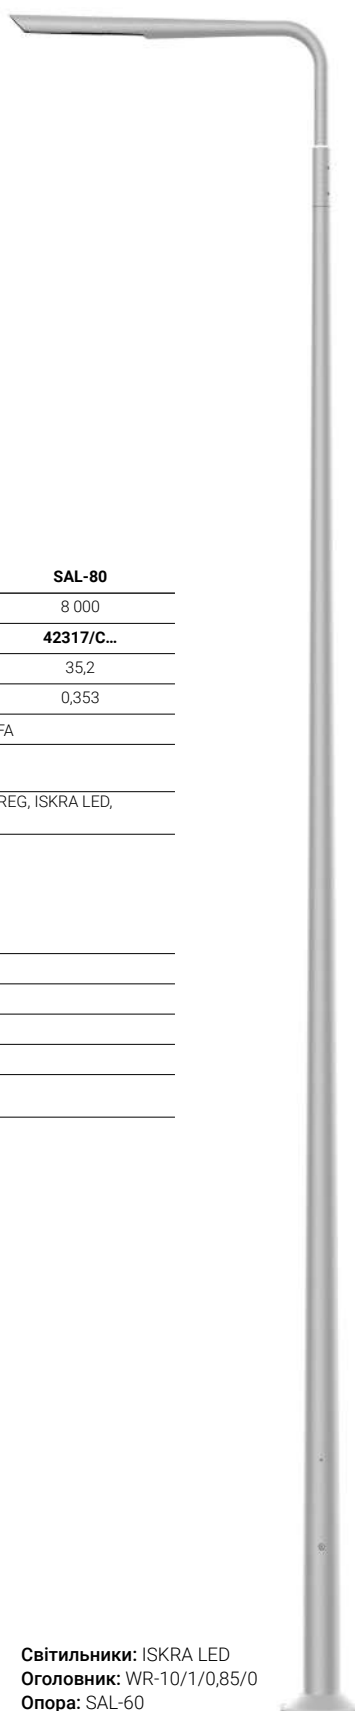 SAL-80
8 000
42317/C...
35,2
0,353
FA
REG, ISKRA LED,
Світильники: ISKRA LED
Оголовник: WR-10/1/0,85/0
Опора: SAL-60